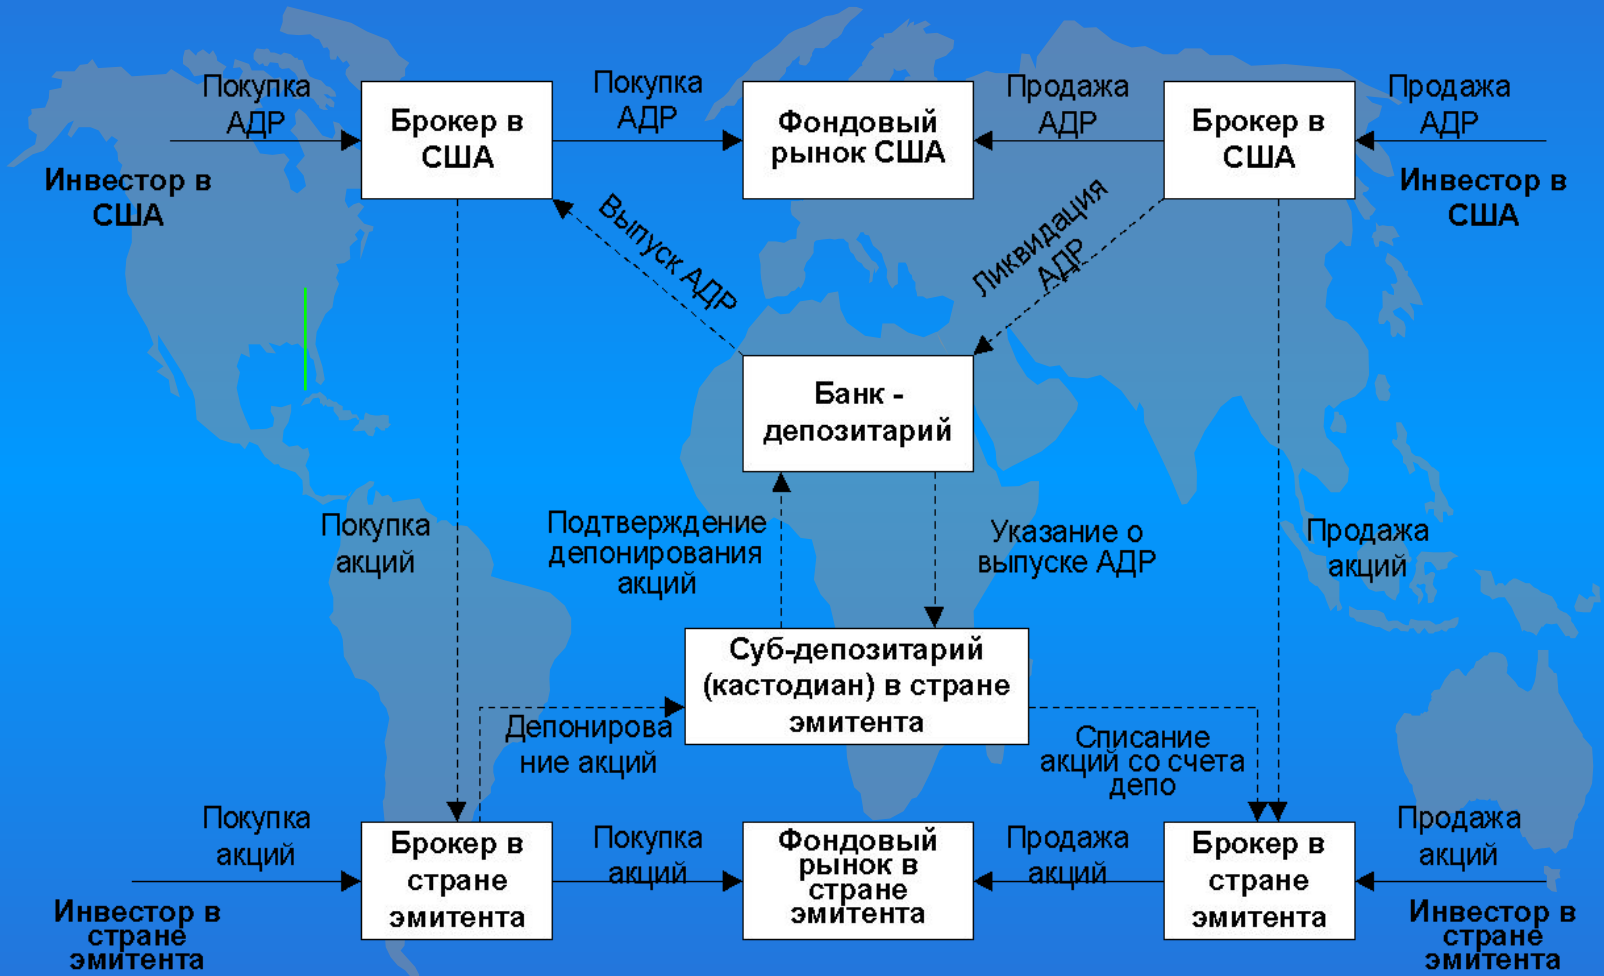 Покупка
АДР
Инвестор в
США
Брокер в
США
Покупка
АДР
Фондовый
рынок США
Продажа
АДР
Брокер в
США
Продажа
АДР
Инвестор в
США
Выпуск АДР
Ликвидация
АДР
Банк -
депозитарий
Покупка
акций
Подтверждение
депонирования
акций
Указание о
выпуске АДР
Продажа
акций
Суб-депозитарий
(кастодиан) в стране
эмитента
Депонирова
ние акций
Списание
акций со счета
депо
Покупка
акций
Инвестор в
стране
эмитента
Брокер в
стране
эмитента
Покупка
акций
Фондовый
рынок в
стране
эмитента
Продажа
акций
Брокер в
стране
эмитента
Продажа
акций
Инвестор в
стране
эмитента